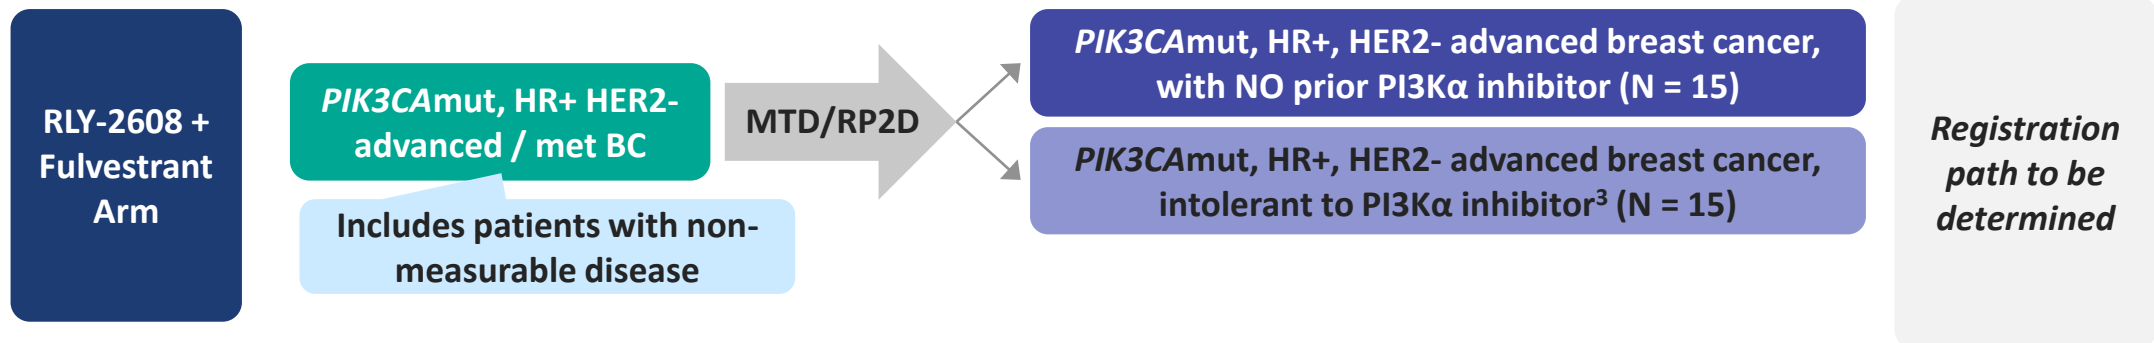 RLY-2608 +
Fulvestrant
Arm
PIK3CAmut, HR+ HER2-
advanced / met BC
Includes patients with non-
measurable disease
MTD/RP2D
PIK3CAmut, HR+, HER2- advanced breast cancer,
with NO prior PI3Kα inhibitor (N = 15)
PIK3CAmut, HR+, HER2- advanced breast cancer,
intolerant to PI3Kα inhibitor³ (N = 15)
Registration
path to be
determined